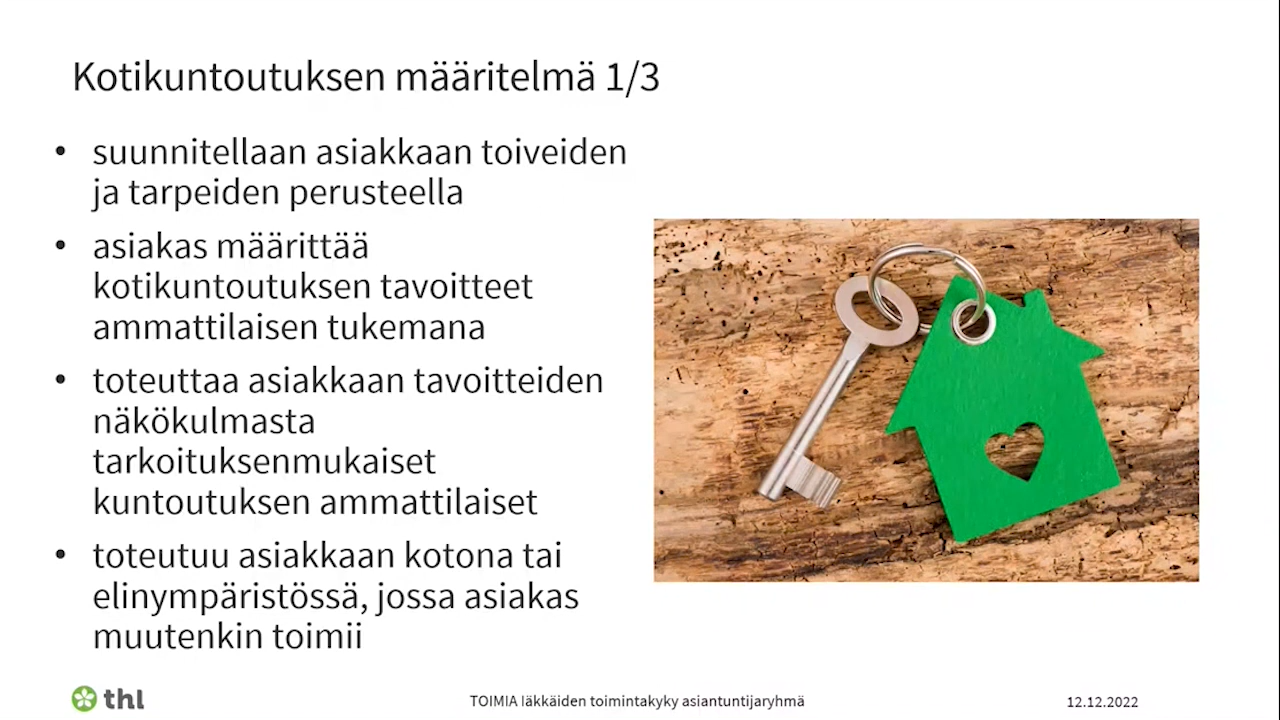 Kotikuntoutuksen määritelmä 1/3
• suunnitellaan asiakkaan toiveiden
ja tarpeiden perusteella
• asiakas määrittää
kotikuntoutuksen tavoitteet
ammattilaisen tukemana
• toteuttaa asiakkaan tavoitteiden
näkökulmasta
tarkoituksenmukaiset
kuntoutuksen ammattilaiset
• toteutuu asiakkaan kotona tai
elinympäristössä, jossa asiakas
muutenkin toimii
thl
TOIMIA Iäkkäiden toimintakyky asiantuntijaryhmä
12.12.2022